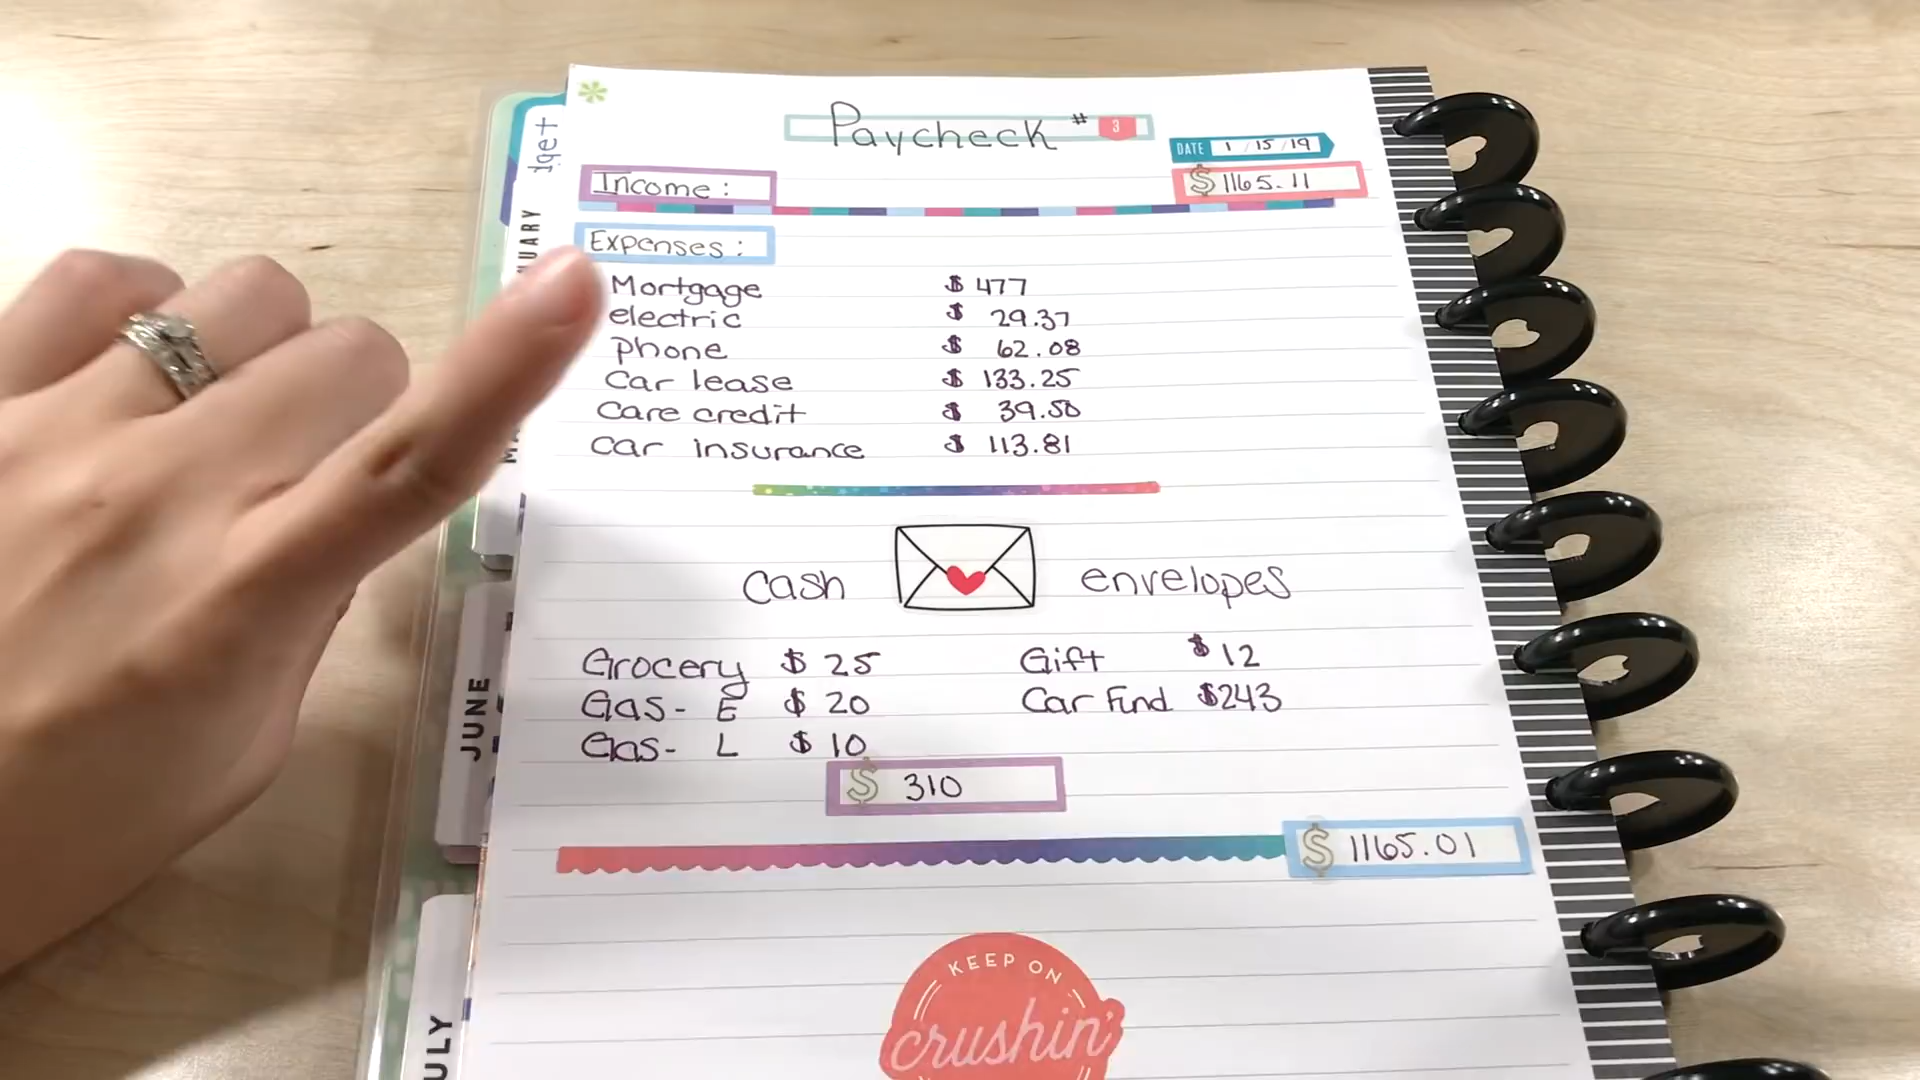 Paycheck # 3
DATE 1 / 15 / 19
Income: $ 1165.11
Expenses:
Mortgage $ 477
electric $ 29.37
phone $ 62.08
Car lease $ 133.25
Care credit $ 39.50
Car insurance $ 113.81
Cash envelopes
Grocery $ 25 Gift $ 12
Gas- E $ 20 Car Fund $243
Gas- L $ 10
$ 310
$ 1165.01
KEEP ON
crushin'
JUNE